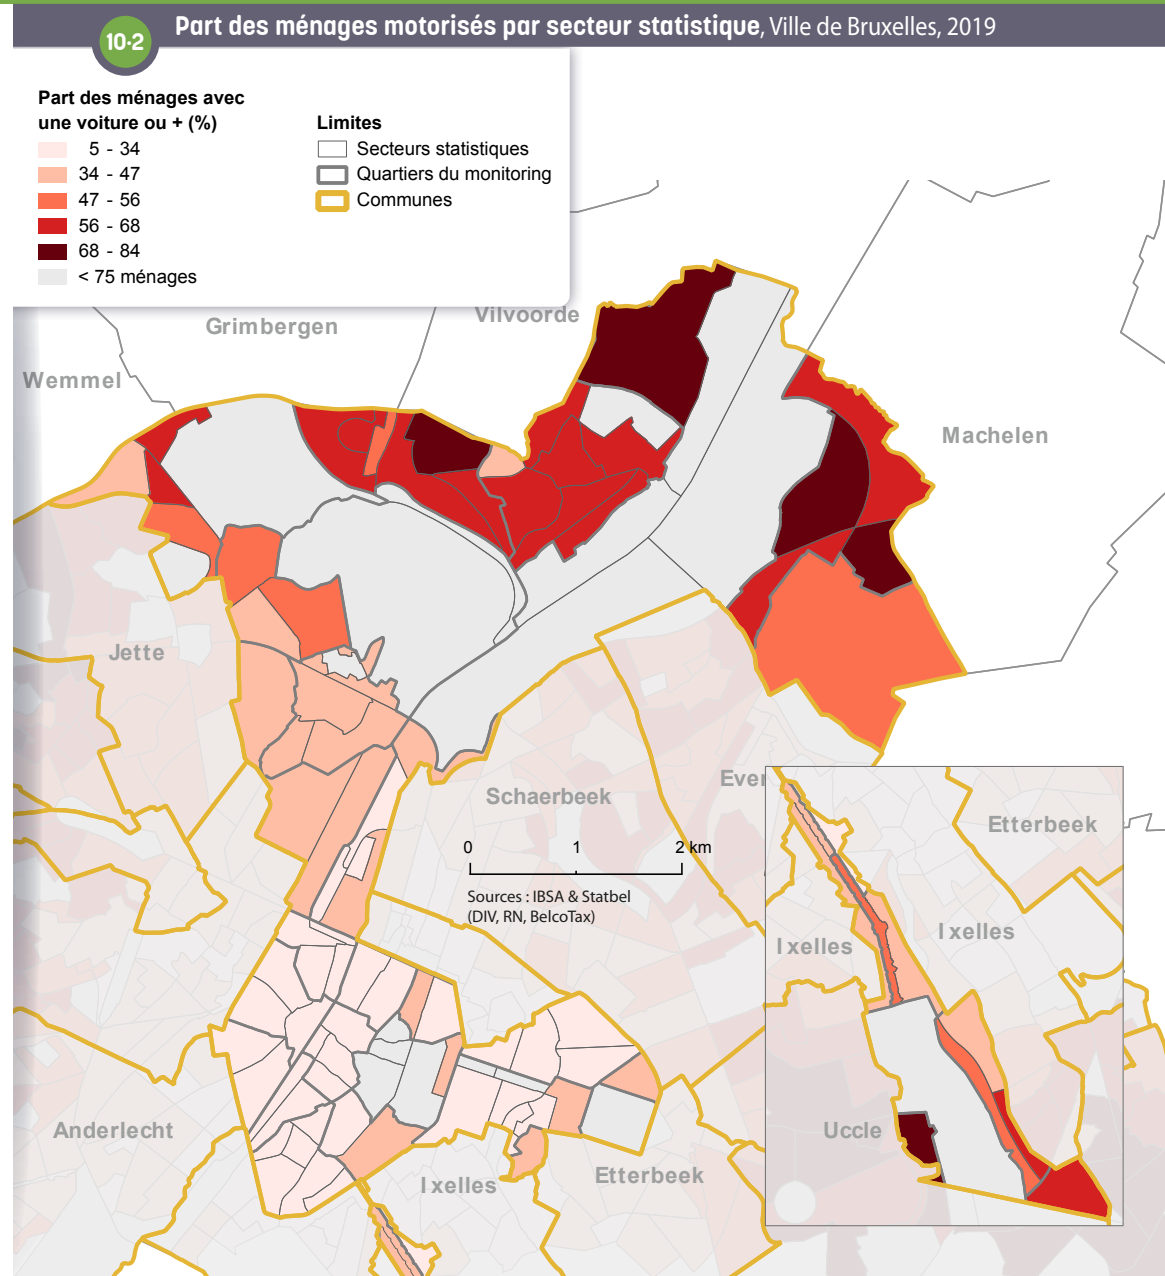 10·2
Part des ménages motorisés par secteur statistique, Ville de Bruxelles, 2019
Part des ménages avec
une voiture ou + (%)
5 - 34
34 - 47
47 - 56
56 - 68
68 - 84
< 75 ménages
Limites
Secteurs statistiques
Quartiers du monitoring
Communes
Grimbergen
Vilvoorde
Wemmel
Machelen
Jette
Schaerbeek
Ever
Etterbeek
0 1 2 km
Sources : IBSA & Statbel
(DIV, RN, BelcoTax)
Ixelles
Ixelles
Uccle
Anderlecht
Ixelles
Etterbeek